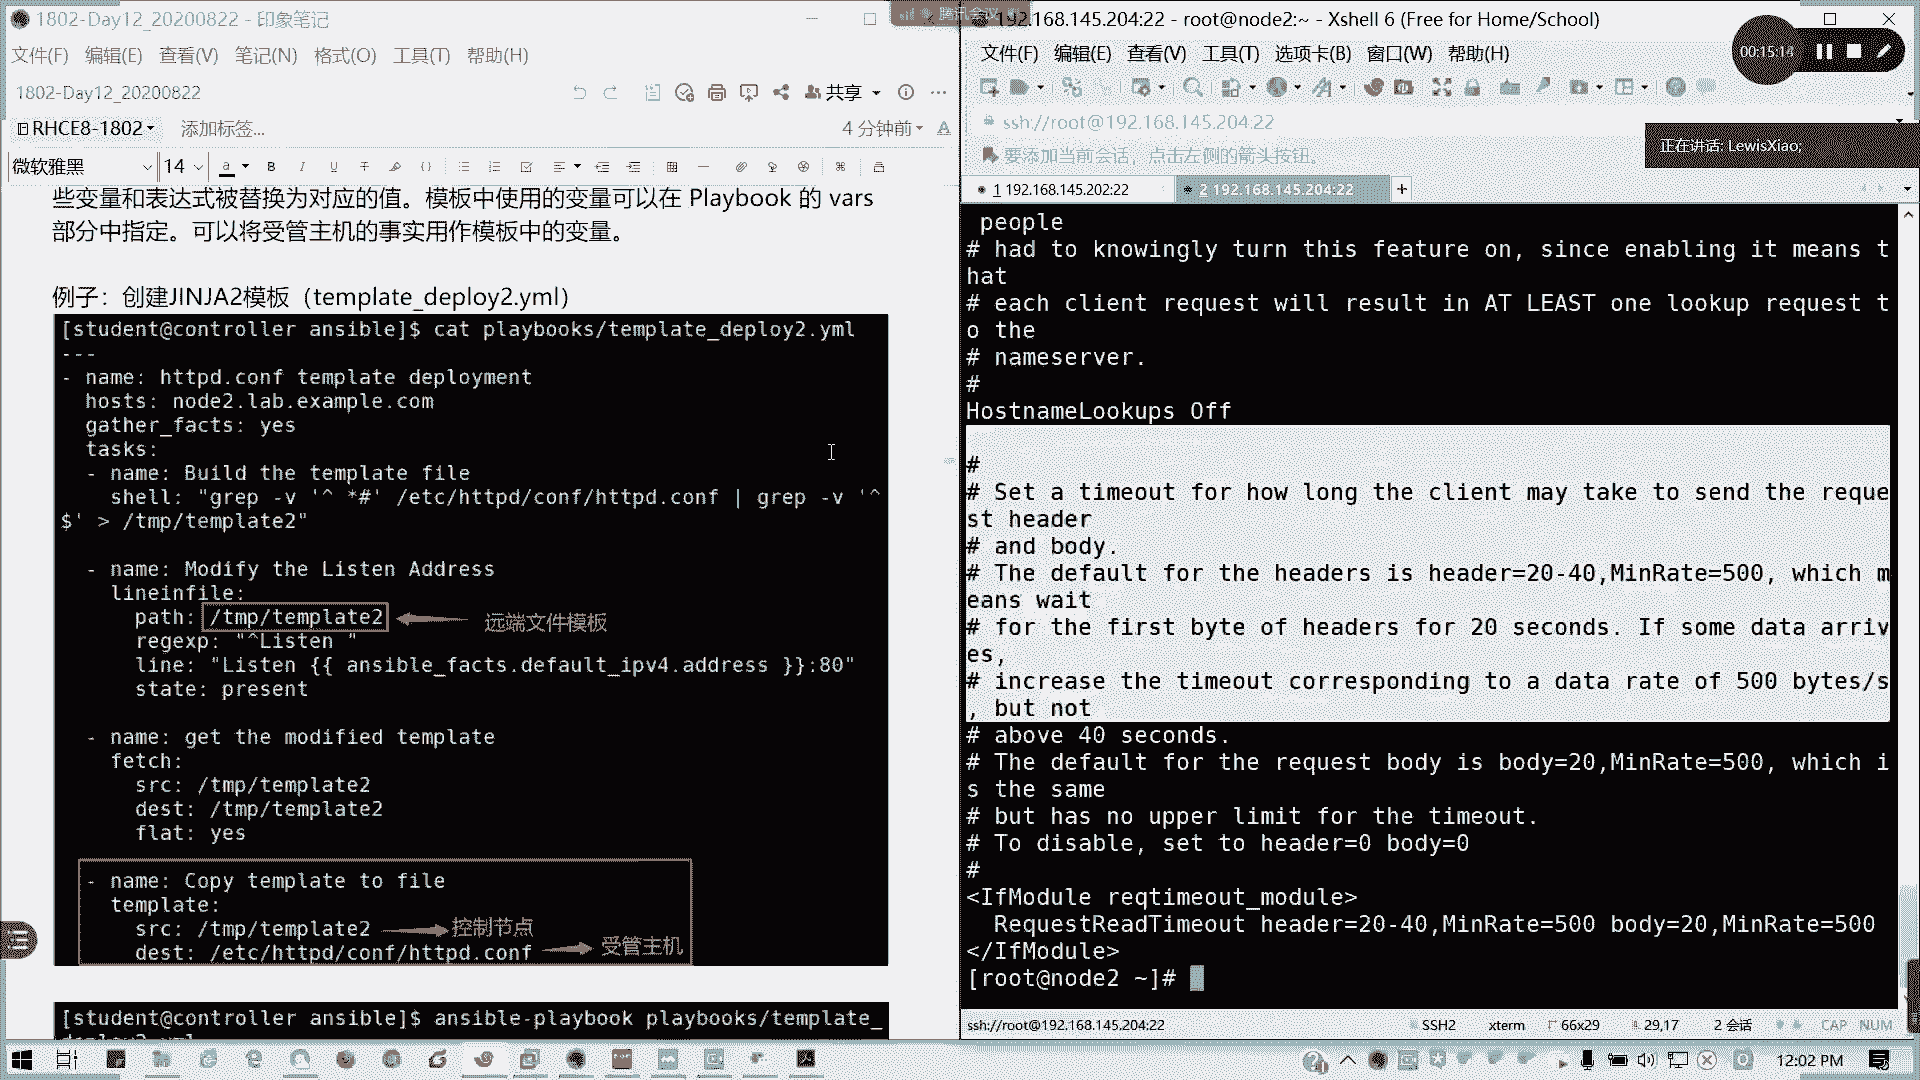 1802-Day12_20200822 - 印象笔记
文件(F) 编辑(E) 查看(V) 笔记(N) 格式(O) 工具(T) 帮助(H)
1802-Day12_20200822
共享
RHCE8-1802
添加标签...
4 分钟前
微软雅黑
14
些变量和表达式被替换为对应的值。模板中使用的变量可以在 Playbook 的 vars
部分中指定。可以将受管主机的事实用作模板中的变量。
例子：创建JINJA2模板（template_deploy2.yml）
[student@controller ansible]$ cat playbooks/template_deploy2.yml
---
- name: httpd.conf template deployment
hosts: node2.lab.example.com
gather_facts: yes
tasks:
- name: Build the template file
shell: "grep -v '^ *#' /etc/httpd/conf/httpd.conf | grep -v '^
$' > /tmp/template2"
- name: Modify the Listen Address
lineinfile:
path: /tmp/template2
远端文件模板
regexp: "^Listen "
line: "Listen {{ ansible_facts.default_ipv4.address }}:80"
state: present
- name: get the modified template
fetch:
src: /tmp/template2
dest: /tmp/template2
flat: yes
- name: Copy template to file
template:
src: /tmp/template2
控制节点
dest: /etc/httpd/conf/httpd.conf
受管主机
[student@controller ansible]$ ansible-playbook playbooks/template_
腾讯会议
192.168.145.204:22 - root@node2:~ - Xshell 6 (Free for Home/School)
文件(F) 编辑(E) 查看(V) 工具(T) 选项卡(B) 窗口(W) 帮助(H)
00:15:14
ssh://root@192.168.145.204:22
要添加当前会话，点击左侧的箭头按钮。
正在讲话: LewisXiao;
1 192.168.145.202:22
2 192.168.145.204:22
people
# had to knowingly turn this feature on, since enabling it means t
hat
# each client request will result in AT LEAST one lookup request t
o the
# nameserver.
#
HostnameLookups Off
#
# Set a timeout for how long the client may take to send the reque
st header
# and body.
# The default for the headers is header=20-40,MinRate=500, which m
eans wait
# for the first byte of headers for 20 seconds. If some data arriv
es,
# increase the timeout corresponding to a data rate of 500 bytes/s
, but not
# above 40 seconds.
# The default for the request body is body=20,MinRate=500, which i
s the same
# but has no upper limit for the timeout.
# To disable, set to header=0 body=0
#
<IfModule reqtimeout_module>
RequestReadTimeout header=20-40,MinRate=500 body=20,MinRate=500
</IfModule>
[root@node2 ~]#
ssh://root@192.168.145.204:22
SSH2
xterm
66x29
29,17
2 会话
CAP NUM
12:02 PM